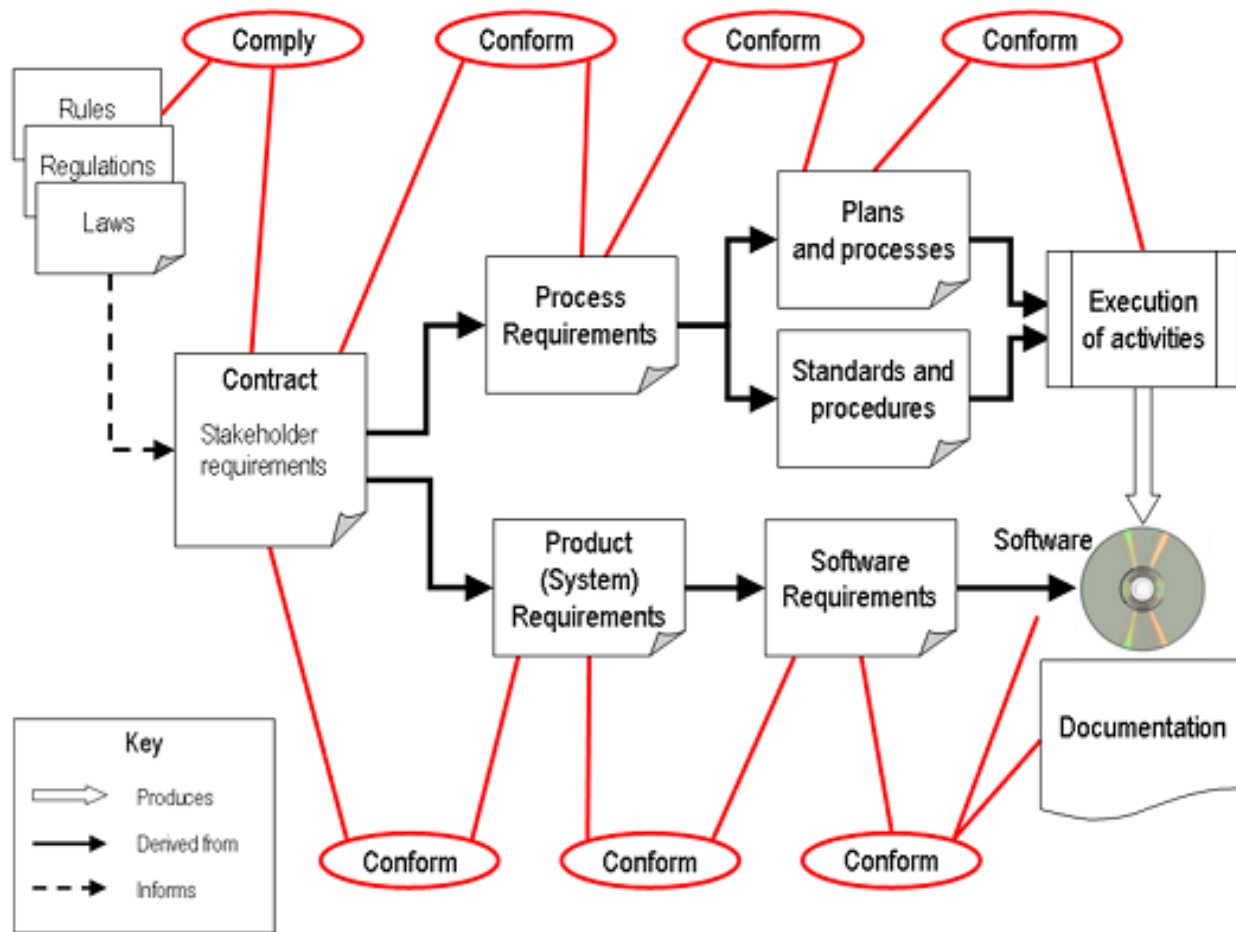 Comply
Conform
Conform
Conform
Rules
Regulations
Laws
Contract
Stakeholder
requirements
Process
Requirements
Plans
and processes
Standards and
procedures
Execution
of activities
Product
(System)
Requirements
Software
Requirements
Software
Documentation
Key
Produces
Derived from
Informs
Conform
Conform
Conform